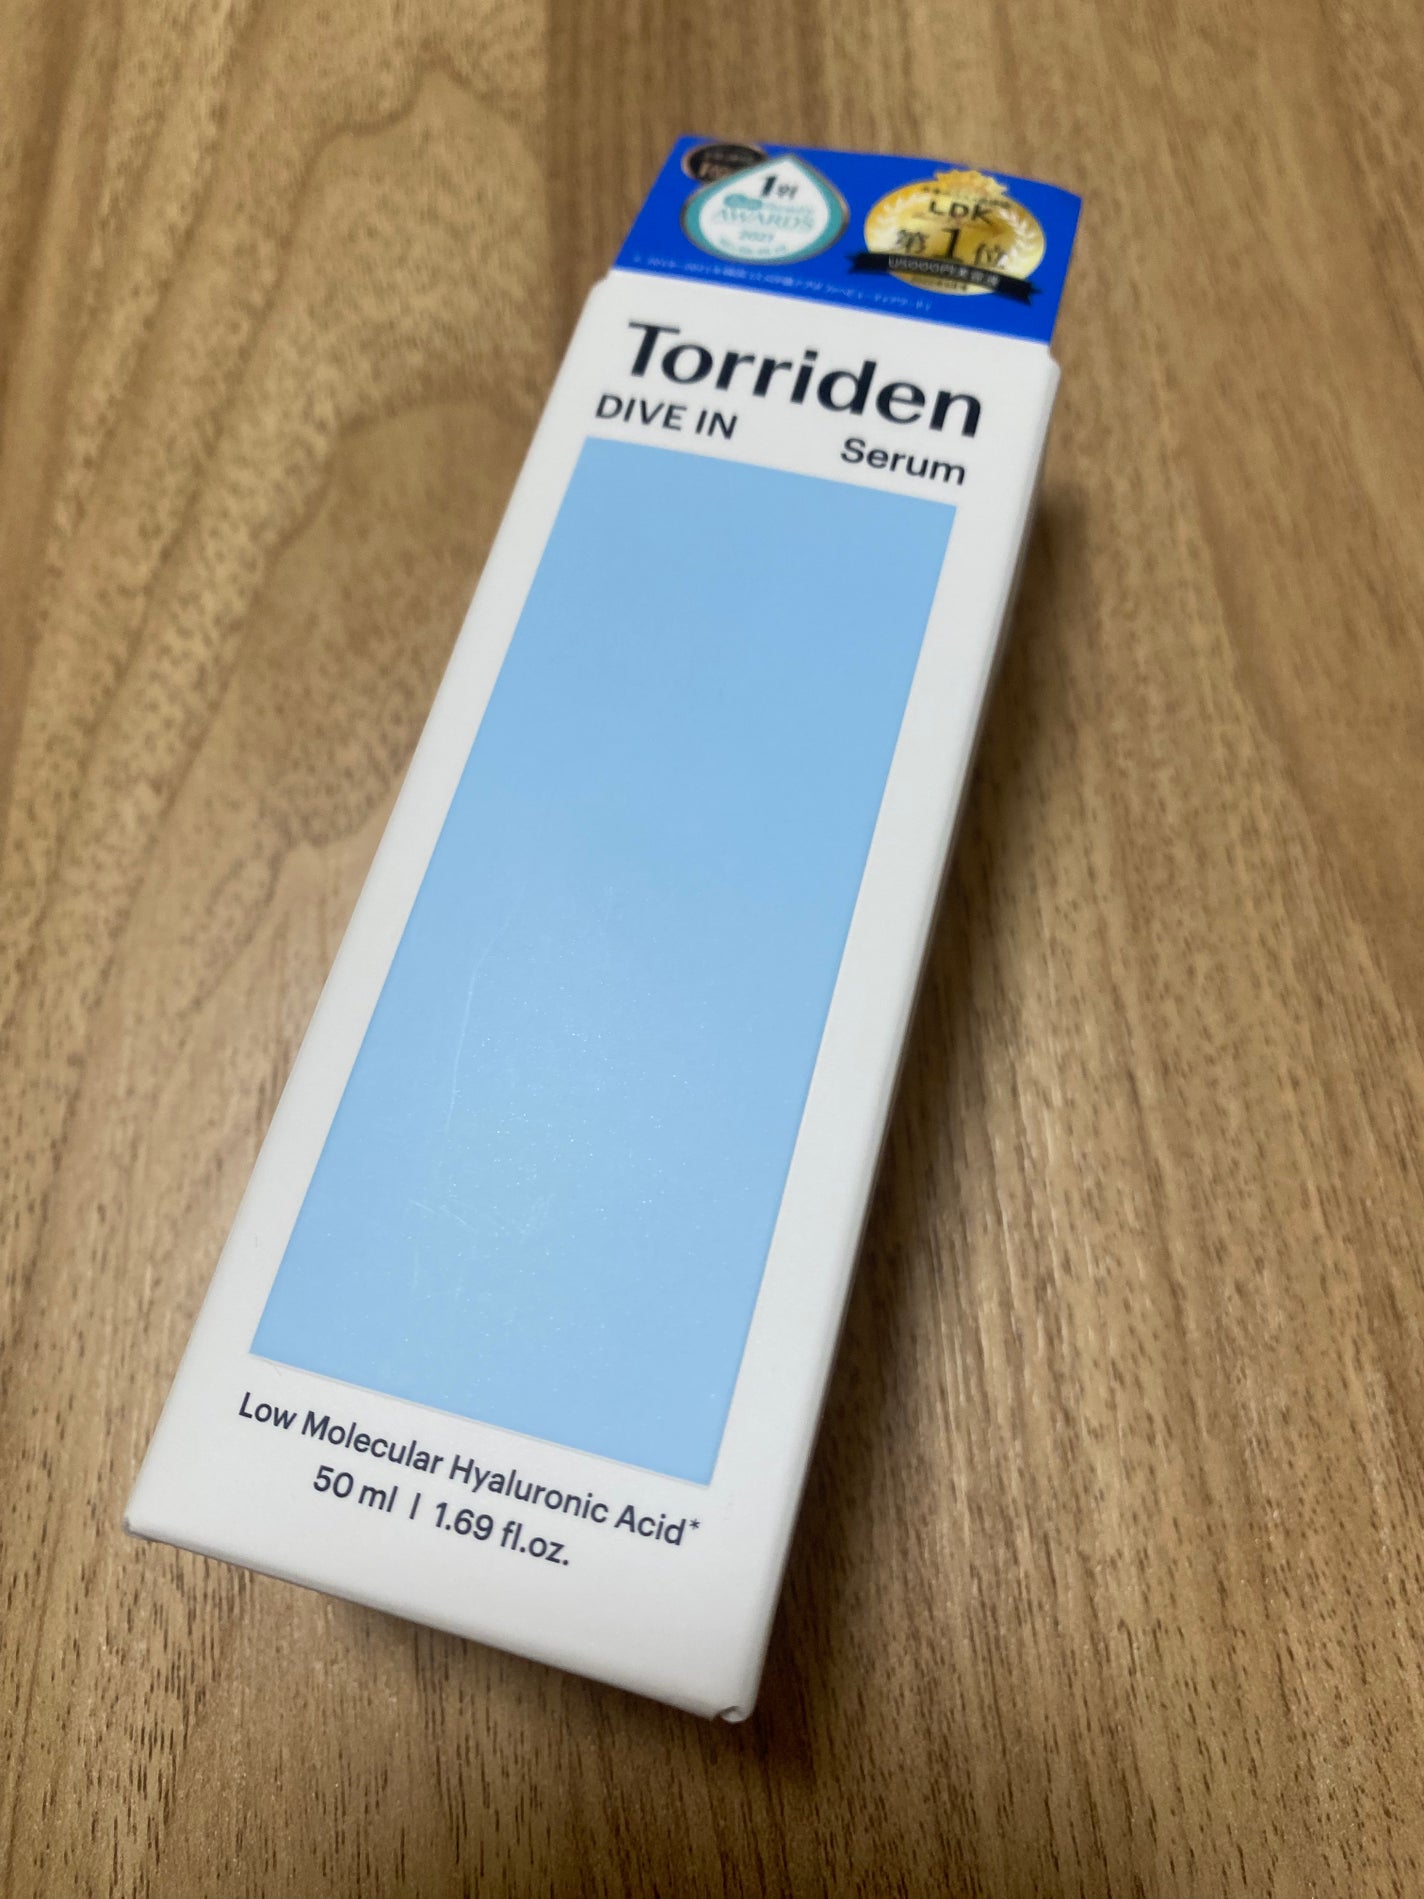 1위
AWARDS
2021
LDK
第1位
Torriden
DIVE IN
Serum
Low Molecular Hyaluronic Acid*
50 ml | 1.69 fl.oz.